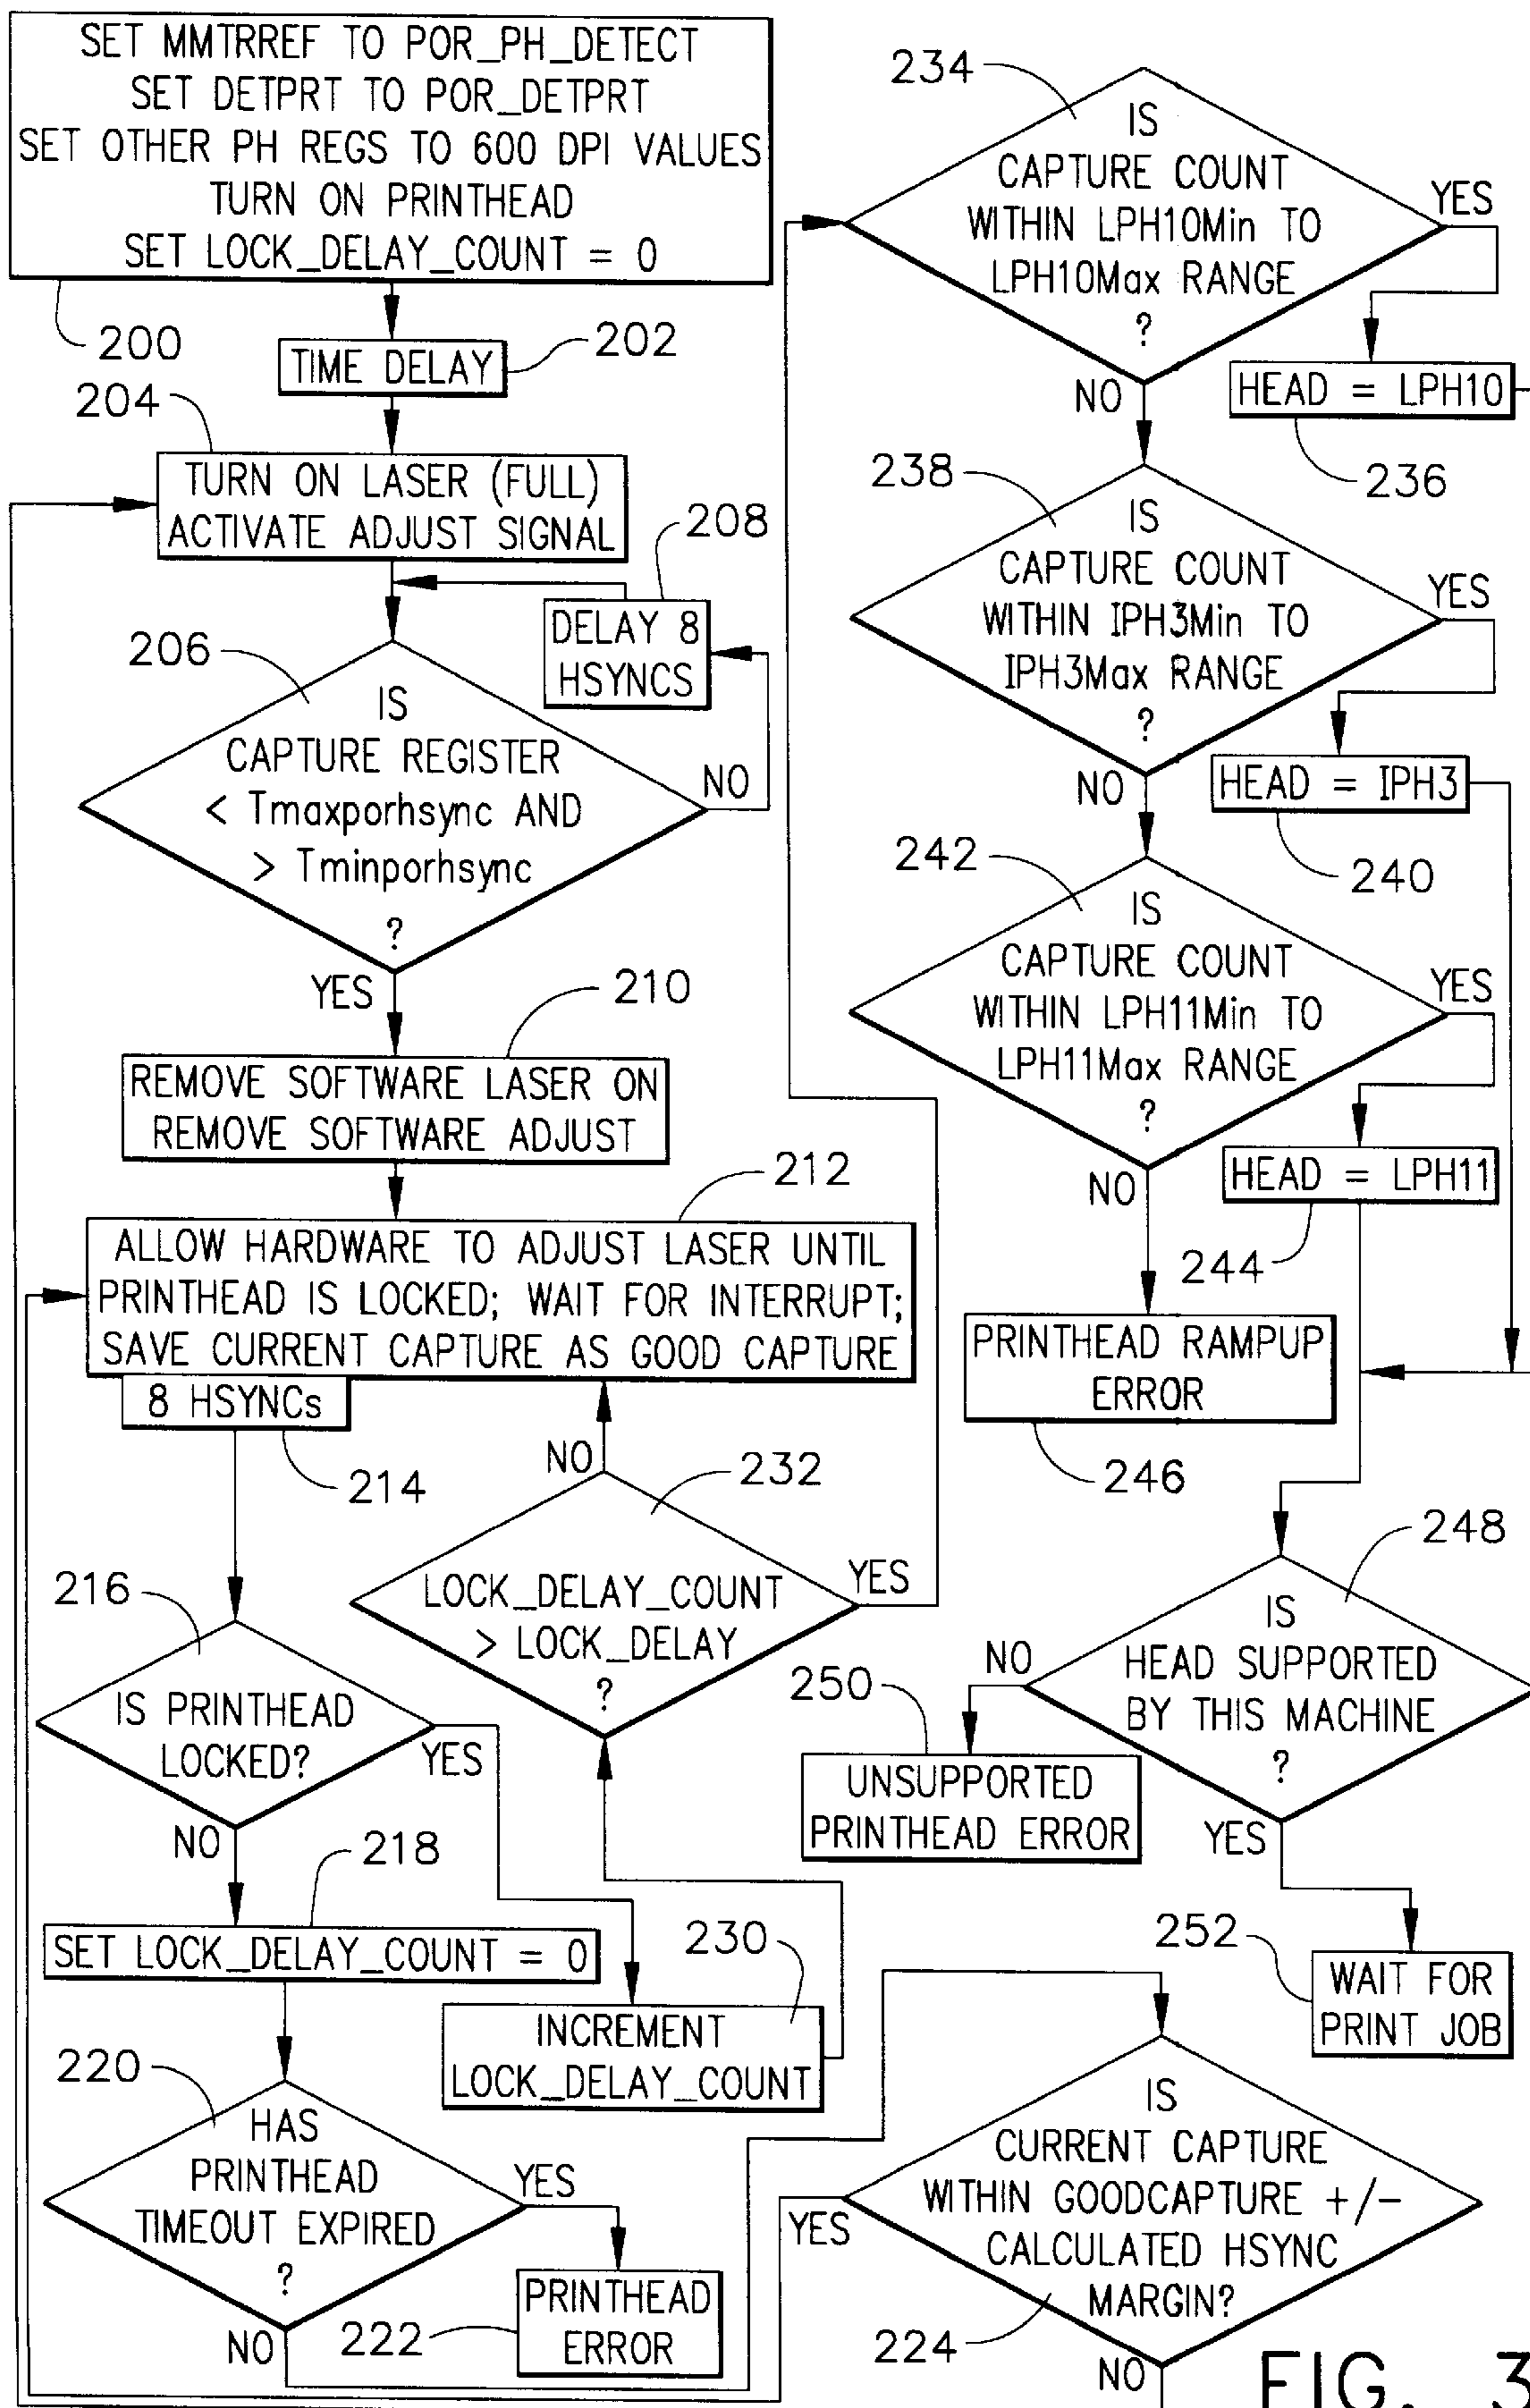 SET MMTRREF TO POR_PH_DETECT
SET DETPRT TO POR_DETPRT
SET OTHER PH REGS TO 600 DPI VALUES
TURN ON PRINTHEAD
SET LOCK_DELAY_COUNT = 0
200
TIME DELAY
202
204
TURN ON LASER (FULL)
ACTIVATE ADJUST SIGNAL
208
DELAY 8
HSYNCS
206
IS
CAPTURE REGISTER
< Tmaxporhsync AND
> Tminporhsync
?
NO
YES
210
REMOVE SOFTWARE LASER ON
REMOVE SOFTWARE ADJUST
212
ALLOW HARDWARE TO ADJUST LASER UNTIL
PRINTHEAD IS LOCKED; WAIT FOR INTERRUPT;
SAVE CURRENT CAPTURE AS GOOD CAPTURE
8 HSYNCs
214
NO
232
LOCK_DELAY_COUNT
> LOCK_DELAY
?
YES
216
IS PRINTHEAD
LOCKED?
YES
NO
218
SET LOCK_DELAY_COUNT = 0
230
INCREMENT
LOCK_DELAY_COUNT
220
HAS
PRINTHEAD
TIMEOUT EXPIRED
?
YES
NO
222
PRINTHEAD
ERROR
234
IS
CAPTURE COUNT
WITHIN LPH10Min TO
LPH10Max RANGE
?
YES
NO
HEAD = LPH10
236
238
IS
CAPTURE COUNT
WITHIN IPH3Min TO
IPH3Max RANGE
?
YES
NO
HEAD = IPH3
240
242
IS
CAPTURE COUNT
WITHIN LPH11Min TO
LPH11Max RANGE
?
YES
NO
HEAD = LPH11
244
PRINTHEAD RAMPUP
ERROR
246
248
IS
HEAD SUPPORTED
BY THIS MACHINE
?
NO
YES
250
UNSUPPORTED
PRINTHEAD ERROR
252
WAIT FOR
PRINT JOB
IS
CURRENT CAPTURE
WITHIN GOODCAPTURE +/-
CALCULATED HSYNC
MARGIN?
YES
224
NO
FIG. 3